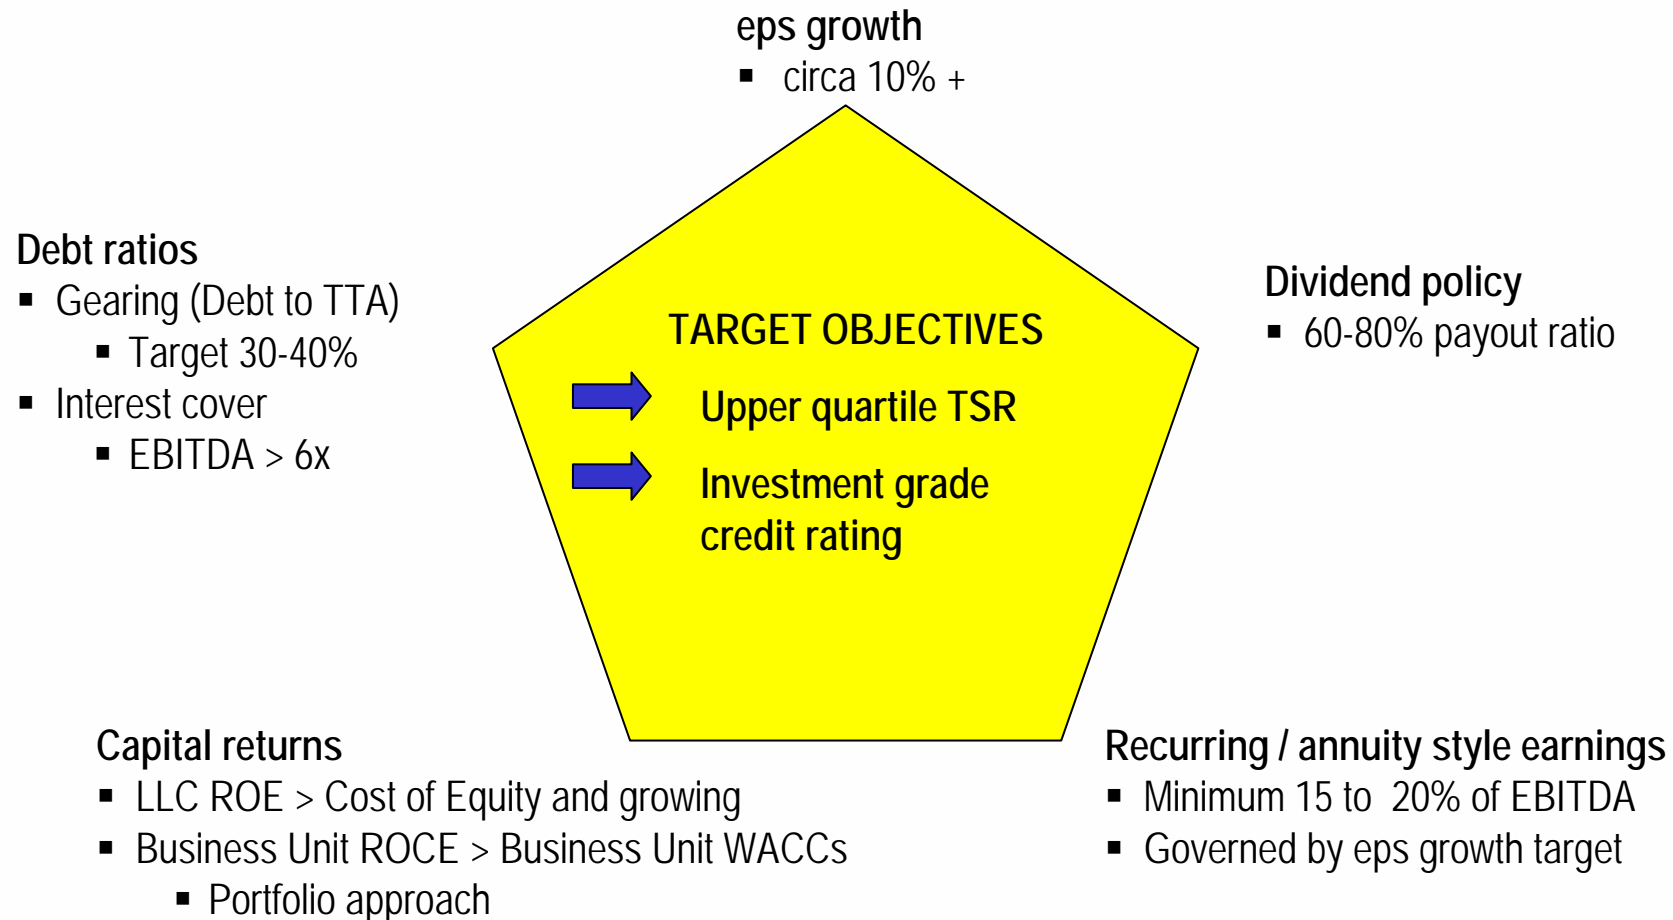 eps growth
▪ circa 10% +
Debt ratios
▪ Gearing (Debt to TTA)
▪ Target 30-40%
▪ Interest cover
▪ EBITDA > 6x
TARGET OBJECTIVES
Upper quartile TSR
Investment grade
credit rating
Dividend policy
▪ 60-80% payout ratio
Capital returns
▪ LLC ROE > Cost of Equity and growing
▪ Business Unit ROCE > Business Unit WACCs
▪ Portfolio approach
Recurring / annuity style earnings
▪ Minimum 15 to 20% of EBITDA
▪ Governed by eps growth target